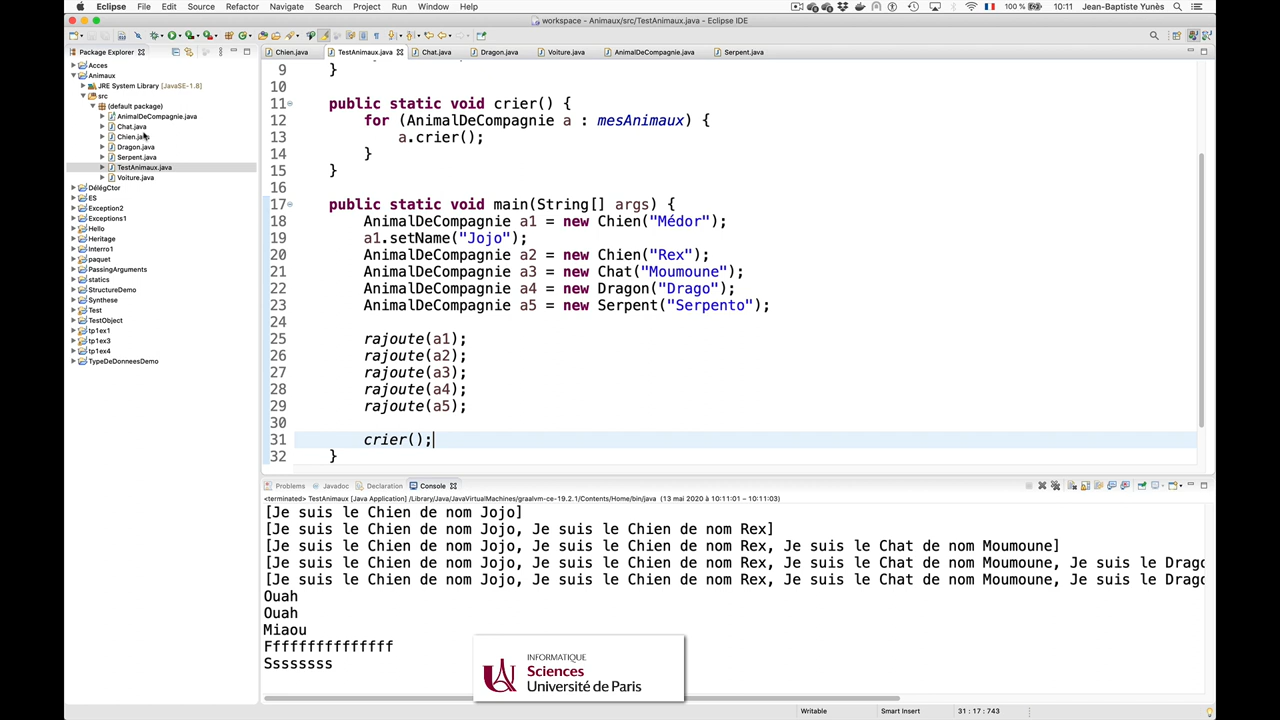 Eclipse File Edit Source Refactor Navigate Search Project Run Window Help 100 % 10:11 Jean-Baptiste Yunès
workspace - Animaux/src/TestAnimaux.java - Eclipse IDE
Package Explorer
Acces
Animaux
JRE System Library [JavaSE-1.8]
src
(default package)
AnimalDeCompagnie.java
Chat.java
Chien.java
Dragon.java
Serpent.java
TestAnimaux.java
Voiture.java
DélégCtor
ES
Exception2
Exceptions1
Hello
Heritage
Interro1
paquet
PassingArguments
statics
StructureDemo
Synthese
Test
TestObject
tp1ex1
tp1ex3
tp1ex4
TypeDeDonneesDemo
Chien.java TestAnimaux.java Chat.java Dragon.java Voiture.java AnimalDeCompagnie.java Serpent.java
9 }
10
11 public static void crier() {
12 for (AnimalDeCompagnie a : mesAnimaux) {
13 a.crier();
14 }
15 }
16
17 public static void main(String[] args) {
18 AnimalDeCompagnie a1 = new Chien("Médor");
19 a1.setName("Jojo");
20 AnimalDeCompagnie a2 = new Chien("Rex");
21 AnimalDeCompagnie a3 = new Chat("Moumoune");
22 AnimalDeCompagnie a4 = new Dragon("Drago");
23 AnimalDeCompagnie a5 = new Serpent("Serpento");
24
25 rajoute(a1);
26 rajoute(a2);
27 rajoute(a3);
28 rajoute(a4);
29 rajoute(a5);
30
31 crier();
32 }
Problems Javadoc Declaration Console
<terminated> TestAnimaux [Java Application] /Library/Java/JavaVirtualMachines/graalvm-ce-19.2.1/Contents/Home/bin/java (13 mai 2020 à 10:11:01 – 10:11:03)
[Je suis le Chien de nom Jojo]
[Je suis le Chien de nom Jojo, Je suis le Chien de nom Rex]
[Je suis le Chien de nom Jojo, Je suis le Chien de nom Rex, Je suis le Chat de nom Moumoune]
[Je suis le Chien de nom Jojo, Je suis le Chien de nom Rex, Je suis le Chat de nom Moumoune, Je suis le Drago
[Je suis le Chien de nom Jojo, Je suis le Chien de nom Rex, Je suis le Chat de nom Moumoune, Je suis le Drago
Ouah
Ouah
Miaou
Fffffffffffffff
Ssssssss
INFORMATIQUE
Sciences
Université de Paris
Writable Smart Insert 31 : 17 : 743